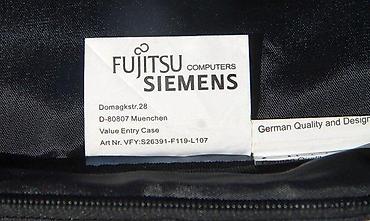 FUJITSU COMPUTERS
SIEMENS
Domagkstr.28
D-80807 Muenchen
Value Entry Case
Art Nr. VFY:S26391-F119-L107
German Quality and Design